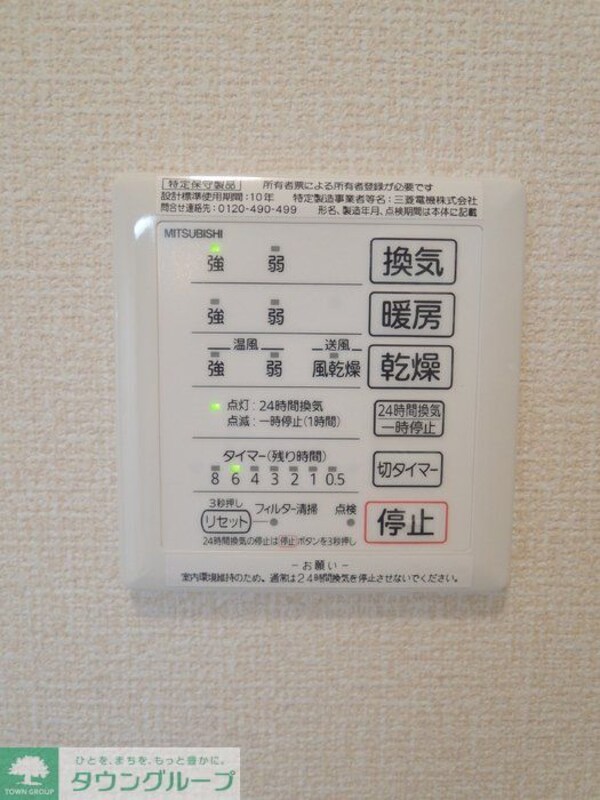 特定保守製品 所有者票による所有者登録が必要です
設計標準使用期間:10年 特定製造事業者等名:三菱電機株式会社
問合せ連絡先:0120-490-499 形名、製造年月、点検期間は本体に記載
MITSUBISHI
強 弱 換気
強 弱 暖房
温風 送風
強 弱 風乾燥 乾燥
点灯:24時間換気
点滅:一時停止(1時間)
24時間換気
一時停止
タイマー(残り時間)
8 6 4 3 2 1 0.5
切タイマー
3秒押し
リセット フィルター清掃 点検
停止
24時間換気の停止は停止ボタンを3秒押し
-お願い-
室内環境維持のため、通常は24時間換気を停止させないでください。
ひとを、まちを、もっと豊かに。
TOWN GROUP
タウングループ